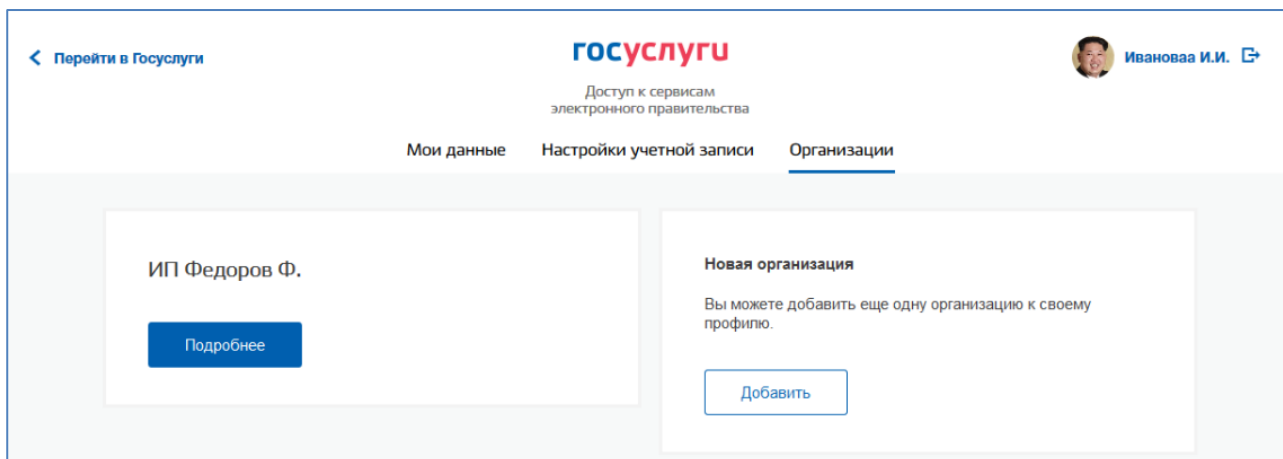 Перейти в Госуслуги
госуслуги
Ивановаа И.И.
Доступ к сервисам
электронного правительства
Мои данные Настройки учетной записи Организации
ИП Федоров Ф.
Подробнее
Новая организация
Вы можете добавить еще одну организацию к своему
профилю.
Добавить